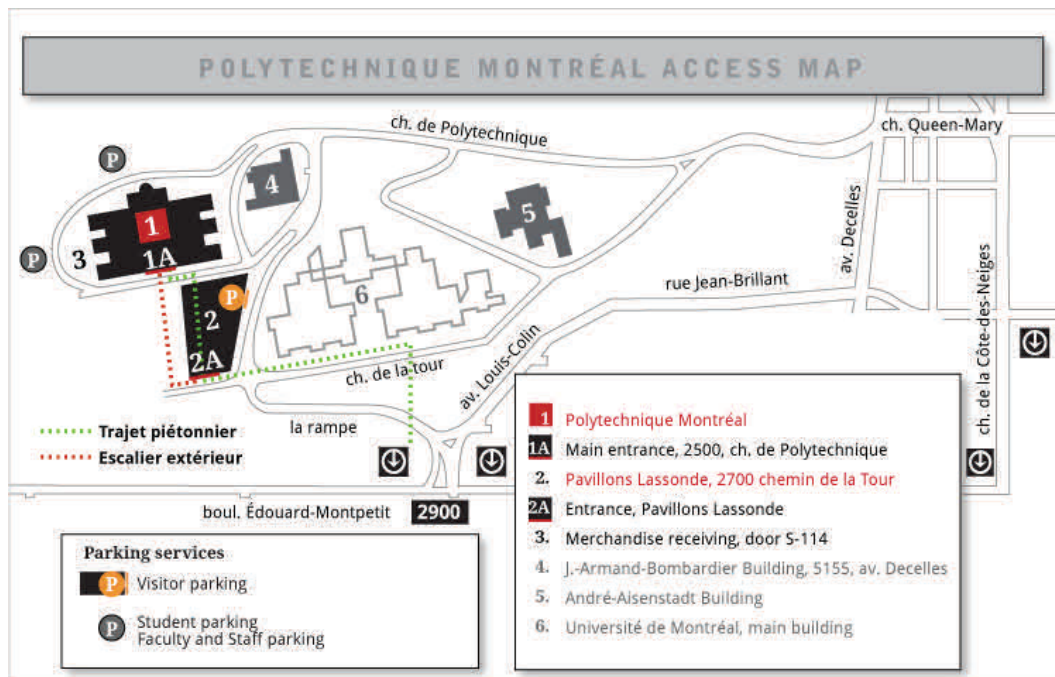 POLYTECHNIQUE MONTRÉAL ACCESS MAP
ch. de Polytechnique
ch. Queen-Mary
P
4
1
5
av. Decelles
3
1A
P
ch. de la Côte-des-Neiges
rue Jean-Brillant
P
6
2
2A
ch. de la tour
av. Louis-Colin
la rampe
Trajet piétonnier
Escalier extérieur
boul. Édouard-Montpetit 2900
1 Polytechnique Montréal
1A Main entrance, 2500, ch. de Polytechnique
2. Pavillons Lassonde, 2700 chemin de la Tour
2A Entrance, Pavillons Lassonde
3. Merchandise receiving, door S-114
4. J.-Armand-Bombardier Building, 5155, av. Decelles
5. André-Aisenstadt Building
6. Université de Montréal, main building
Parking services
P Visitor parking
P Student parking
Faculty and Staff parking